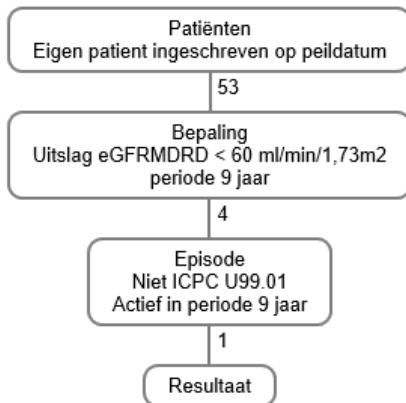 Patiënten
Eigen patient ingeschreven op peildatum
53
Bepaling
Uitslag eGFRMDRD < 60 ml/min/1,73m2
periode 9 jaar
4
Episode
Niet ICPC U99.01
Actief in periode 9 jaar
1
Resultaat